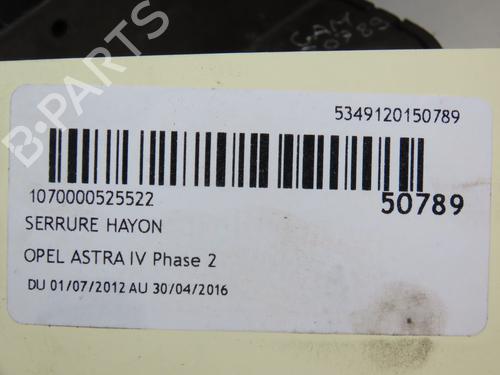 5349120150789
1070000525522
50789
SERRURE HAYON
OPEL ASTRA IV Phase 2
DU 01/07/2012 AU 30/04/2016
B-PARTS